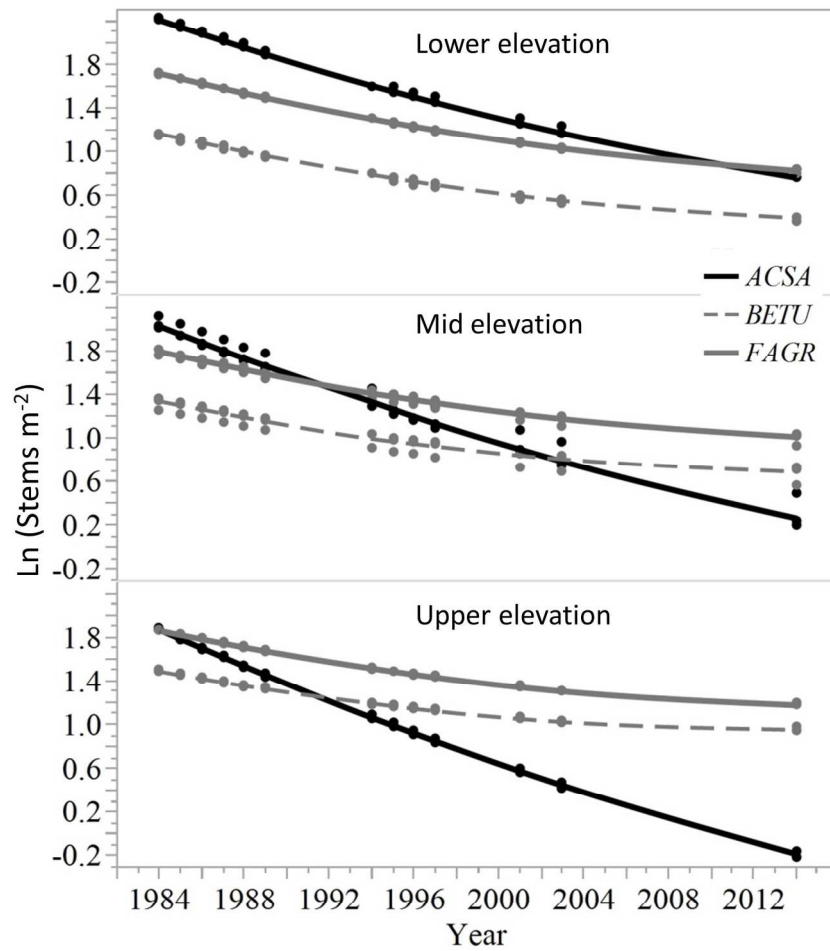 Lower elevation
1.8
1.4
1.0
0.6
0.2
-0.2
ACSA
BETU
FAGR
Mid elevation
1.8
1.4
1.0
0.6
0.2
-0.2
Ln (Stems m⁻²)
Upper elevation
1.8
1.4
1.0
0.6
0.2
-0.2
1984 1988 1992 1996 2000 2004 2008 2012
Year